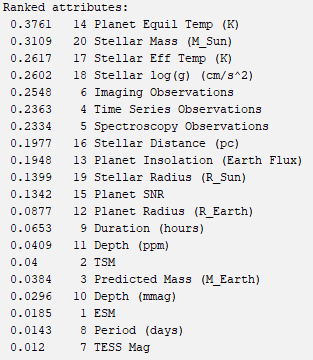 Ranked attributes:
0.3761 14 Planet Equil Temp (K)
0.3109 20 Stellar Mass (M_Sun)
0.2617 17 Stellar Eff Temp (K)
0.2602 18 Stellar log(g) (cm/s^2)
0.2548 6 Imaging Observations
0.2363 4 Time Series Observations
0.2334 5 Spectroscopy Observations
0.1977 16 Stellar Distance (pc)
0.1948 13 Planet Insolation (Earth Flux)
0.1399 19 Stellar Radius (R_Sun)
0.1342 15 Planet SNR
0.0877 12 Planet Radius (R_Earth)
0.0653 9 Duration (hours)
0.0409 11 Depth (ppm)
0.04 2 TSM
0.0384 3 Predicted Mass (M_Earth)
0.0296 10 Depth (mmag)
0.0185 1 ESM
0.0143 8 Period (days)
0.012 7 TESS Mag